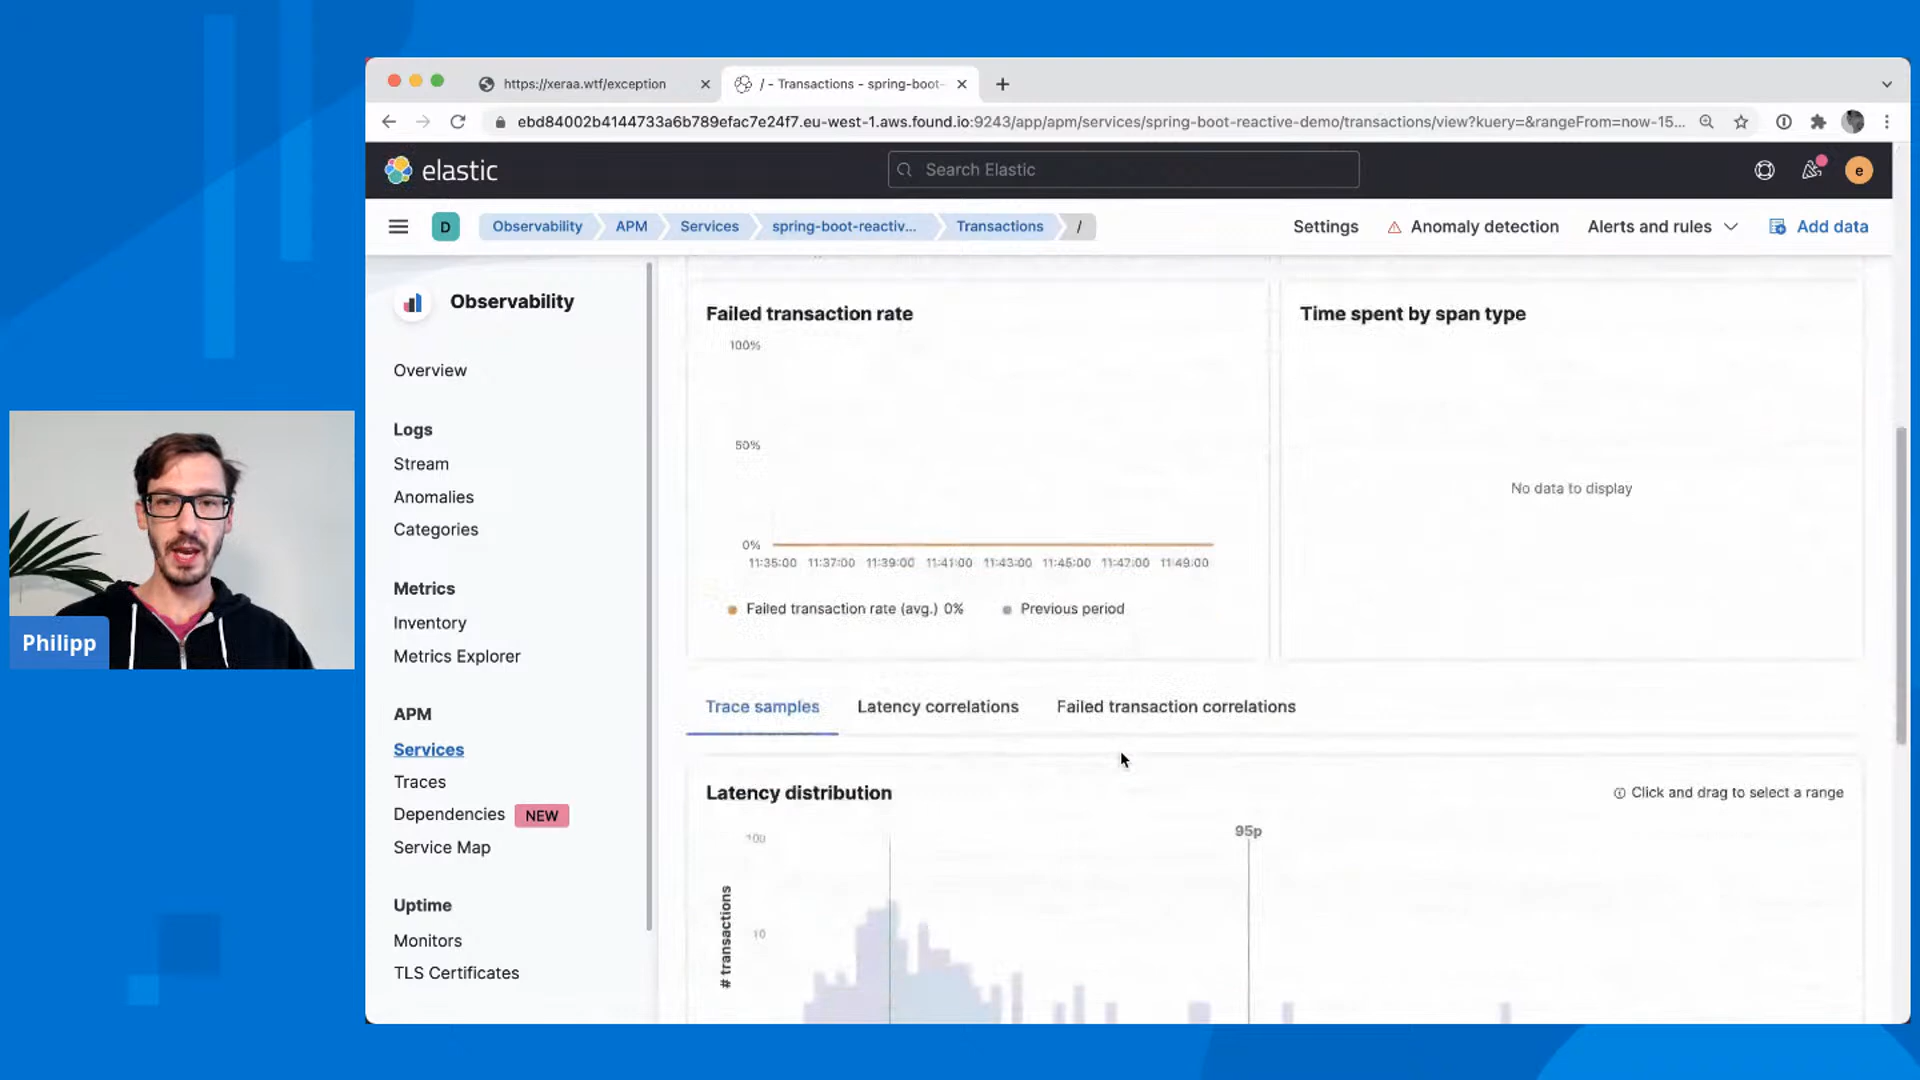 https://xeraa.wtf/exception
/ - Transactions - spring-boot-
ebd84002b4144733a6b789efac7e24f7.eu-west-1.aws.found.io:9243/app/apm/services/spring-boot-reactive-demo/transactions/view?kuery=&rangeFrom=now-15...
elastic
Search Elastic
e
D
Observability
APM
Services
spring-boot-reactiv...
Transactions
/
Settings
Anomaly detection
Alerts and rules
Add data
Observability
Overview
Logs
Stream
Anomalies
Categories
Metrics
Inventory
Metrics Explorer
APM
Services
Traces
Dependencies NEW
Service Map
Uptime
Monitors
TLS Certificates
Failed transaction rate
100%
50%
0%
11:35:00 11:37:00 11:39:00 11:41:00 11:43:00 11:45:00 11:47:00 11:49:00
Failed transaction rate (avg.) 0%
Previous period
Time spent by span type
No data to display
Trace samples
Latency correlations
Failed transaction correlations
Latency distribution
Click and drag to select a range
100
95p
# transactions
10
Philipp